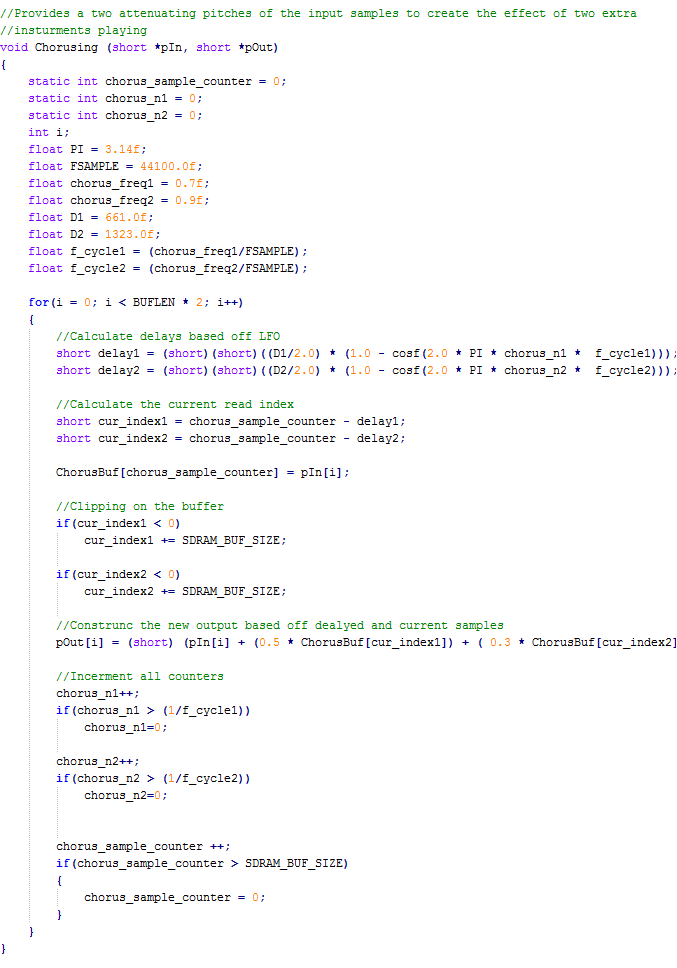 //Provides a two attenuating pitches of the input samples to create the effect of two extra
//insturments playing
void Chorusing (short *pIn, short *pOut)
{
static int chorus_sample_counter = 0;
static int chorus_n1 = 0;
static int chorus_n2 = 0;
int i;
float PI = 3.14f;
float FSAMPLE = 44100.0f;
float chorus_freq1 = 0.7f;
float chorus_freq2 = 0.9f;
float D1 = 661.0f;
float D2 = 1323.0f;
float f_cycle1 = (chorus_freq1/FSAMPLE);
float f_cycle2 = (chorus_freq2/FSAMPLE);
for(i = 0; i < BUFLEN * 2; i++)
{
//Calculate delays based off LFO
short delay1 = (short)(short)((D1/2.0) * (1.0 - cosf(2.0 * PI * chorus_n1 * f_cycle1)));
short delay2 = (short)(short)((D2/2.0) * (1.0 - cosf(2.0 * PI * chorus_n2 * f_cycle2)));
//Calculate the current read index
short cur_index1 = chorus_sample_counter - delay1;
short cur_index2 = chorus_sample_counter - delay2;
ChorusBuf[chorus_sample_counter] = pIn[i];
//Clipping on the buffer
if(cur_index1 < 0)
cur_index1 += SDRAM_BUF_SIZE;
if(cur_index2 < 0)
cur_index2 += SDRAM_BUF_SIZE;
//Construnc the new output based off dealyed and current samples
pOut[i] = (short) (pIn[i] + (0.5 * ChorusBuf[cur_index1]) + ( 0.3 * ChorusBuf[cur_index2]
//Incerment all counters
chorus_n1++;
if(chorus_n1 > (1/f_cycle1))
chorus_n1=0;
chorus_n2++;
if(chorus_n2 > (1/f_cycle2))
chorus_n2=0;
chorus_sample_counter ++;
if(chorus_sample_counter > SDRAM_BUF_SIZE)
{
chorus_sample_counter = 0;
}
}
}